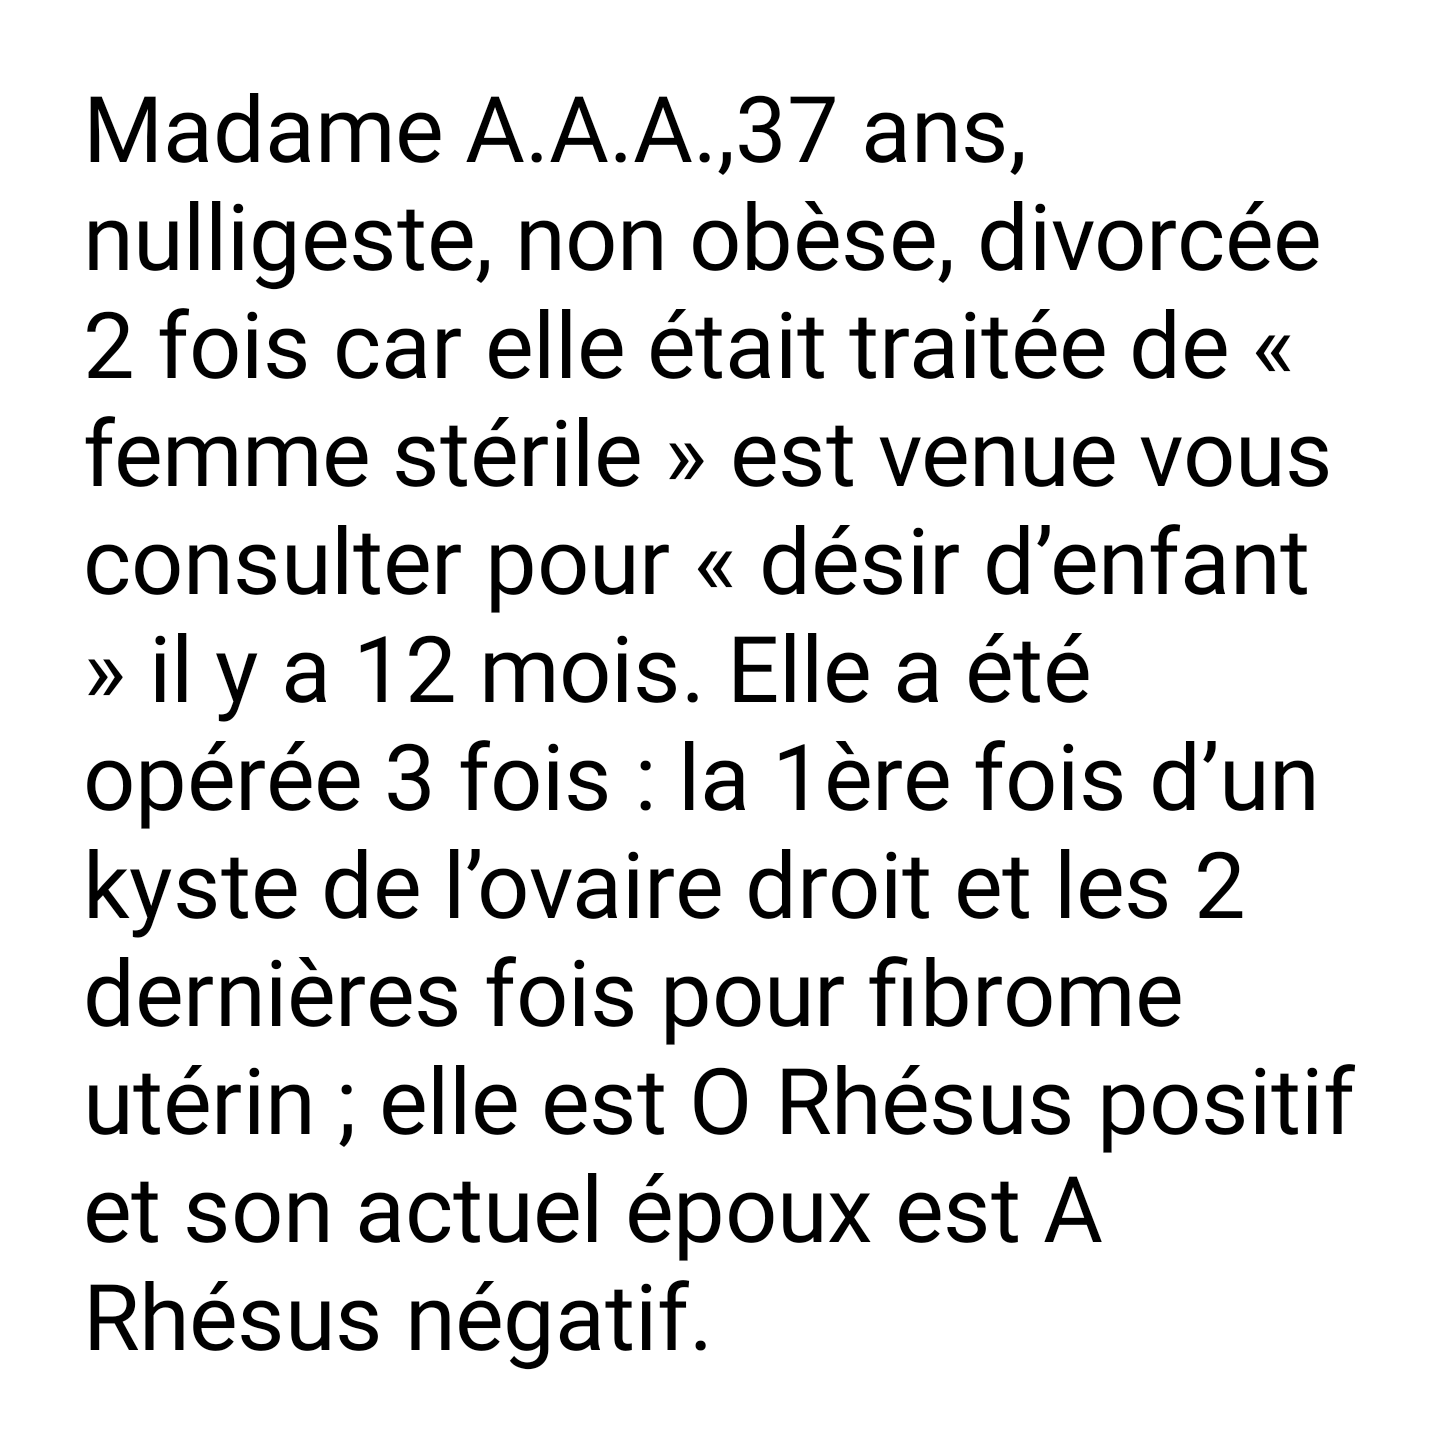 Madame A.A.A.,37 ans,
nulligeste, non obèse, divorcée
2 fois car elle était traitée de «
femme stérile » est venue vous
consulter pour « désir d’enfant
» il y a 12 mois. Elle a été
opérée 3 fois : la 1ère fois d’un
kyste de l’ovaire droit et les 2
dernières fois pour fibrome
utérin ; elle est O Rhésus positif
et son actuel époux est A
Rhésus négatif.